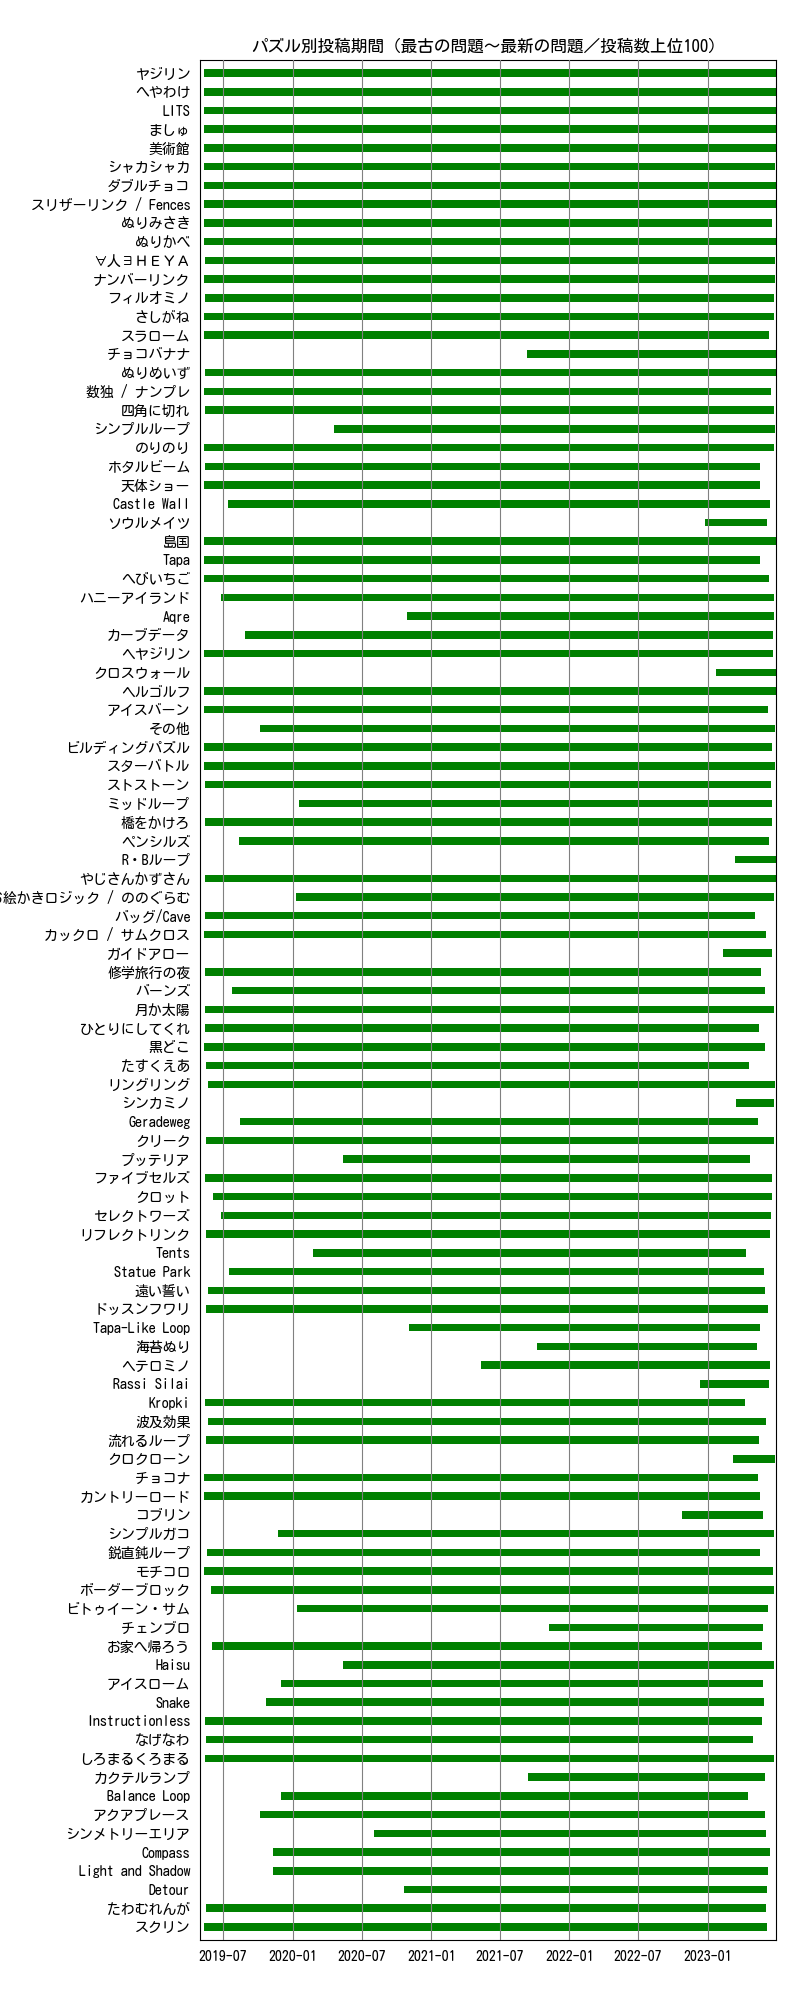 パズル別投稿期間（最古の問題～最新の問題／投稿数上位100）
ヤジリン
へやわけ
LITS
ましゅ
美術館
シャカシャカ
ダブルチョコ
スリザーリンク / Fences
ぬりみさき
ぬりかべ
∀人∃ＨＥＹＡ
ナンバーリンク
フィルオミノ
さしがね
スラローム
チョコバナナ
ぬりめいず
数独 / ナンプレ
四角に切れ
シンプルループ
のりのり
ホタルビーム
天体ショー
Castle Wall
ソウルメイツ
島国
Tapa
へびいちご
ハニーアイランド
Aqre
カーブデータ
ヘヤジリン
クロスウォール
ヘルゴルフ
アイスバーン
その他
ビルディングパズル
スターバトル
ストストーン
ミッドループ
橋をかけろ
ペンシルズ
R・Bループ
やじさんかずさん
絵かきロジック / ののぐらむ
バッグ/Cave
カックロ / サムクロス
ガイドアロー
修学旅行の夜
バーンズ
月か太陽
ひとりにしてくれ
黒どこ
たすくえあ
リングリング
シンカミノ
Geradeweg
クリーク
プッテリア
ファイブセルズ
クロット
セレクトワーズ
リフレクトリンク
Tents
Statue Park
遠い誓い
ドッスンフワリ
Tapa-Like Loop
海苔ぬり
ヘテロミノ
Rassi Silai
Kropki
波及効果
流れるループ
クロクローン
チョコナ
カントリーロード
コブリン
シンプルガコ
鋭直鈍ループ
モチコロ
ボーダーブロック
ビトゥイーン・サム
チェンブロ
お家へ帰ろう
Haisu
アイスローム
Snake
Instructionless
なげなわ
しろまるくろまる
カクテルランプ
Balance Loop
アクアプレース
シンメトリーエリア
Compass
Light and Shadow
Detour
たわむれんが
スクリン
2019-07 2020-01 2020-07 2021-01 2021-07 2022-01 2022-07 2023-01